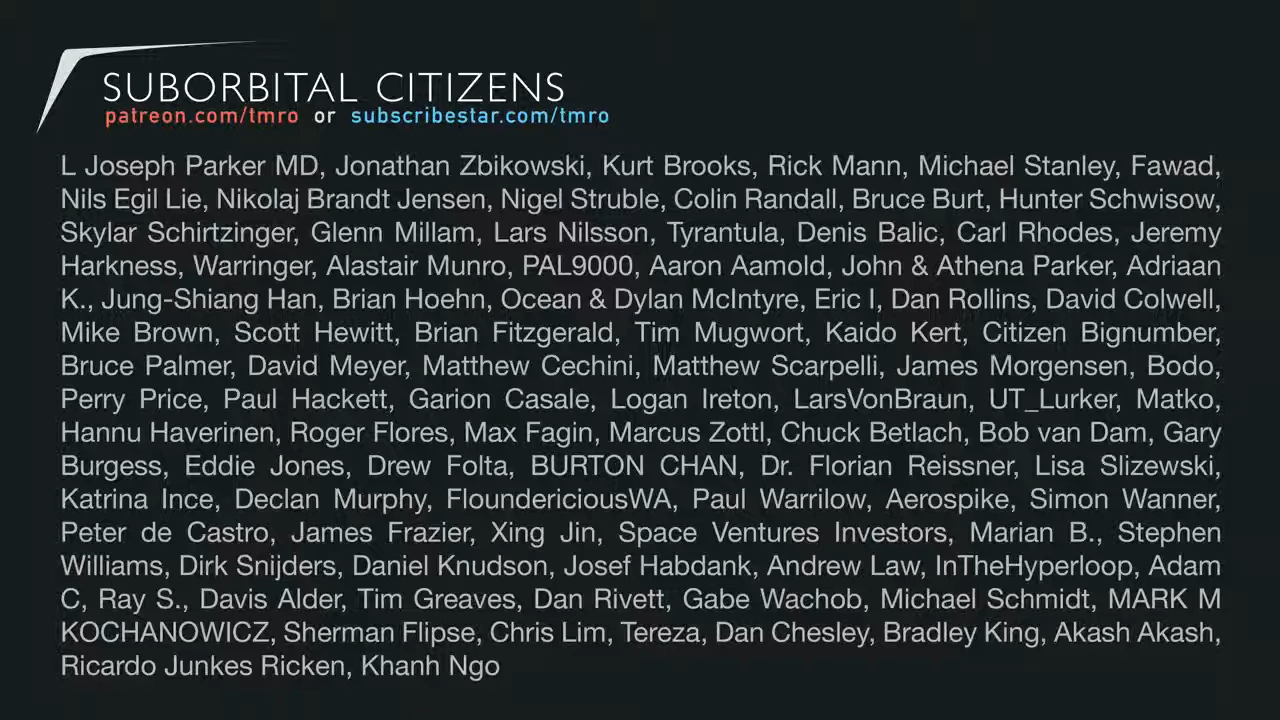 SUBORBITAL CITIZENS
patreon.com/tmro or subscribestar.com/tmro
L Joseph Parker MD, Jonathan Zbikowski, Kurt Brooks, Rick Mann, Michael Stanley, Fawad,
Nils Egil Lie, Nikolaj Brandt Jensen, Nigel Struble, Colin Randall, Bruce Burt, Hunter Schwisow,
Skylar Schirtzinger, Glenn Millam, Lars Nilsson, Tyrantula, Denis Balic, Carl Rhodes, Jeremy
Harkness, Warringer, Alastair Munro, PAL9000, Aaron Aamold, John & Athena Parker, Adriaan
K., Jung-Shiang Han, Brian Hoehn, Ocean & Dylan McIntyre, Eric I, Dan Rollins, David Colwell,
Mike Brown, Scott Hewitt, Brian Fitzgerald, Tim Mugwort, Kaido Kert, Citizen Bignumber,
Bruce Palmer, David Meyer, Matthew Cechini, Matthew Scarpelli, James Morgensen, Bodo,
Perry Price, Paul Hackett, Garion Casale, Logan Ireton, LarsVonBraun, UT_Lurker, Matko,
Hannu Haverinen, Roger Flores, Max Fagin, Marcus Zottl, Chuck Betlach, Bob van Dam, Gary
Burgess, Eddie Jones, Drew Folta, BURTON CHAN, Dr. Florian Reissner, Lisa Slizewski,
Katrina Ince, Declan Murphy, FloundericiousWA, Paul Warrilow, Aerospike, Simon Wanner,
Peter de Castro, James Frazier, Xing Jin, Space Ventures Investors, Marian B., Stephen
Williams, Dirk Snijders, Daniel Knudson, Josef Habdank, Andrew Law, InTheHyperloop, Adam
C, Ray S., Davis Alder, Tim Greaves, Dan Rivett, Gabe Wachob, Michael Schmidt, MARK M
KOCHANOWICZ, Sherman Flipse, Chris Lim, Tereza, Dan Chesley, Bradley King, Akash Akash,
Ricardo Junkes Ricken, Khanh Ngo